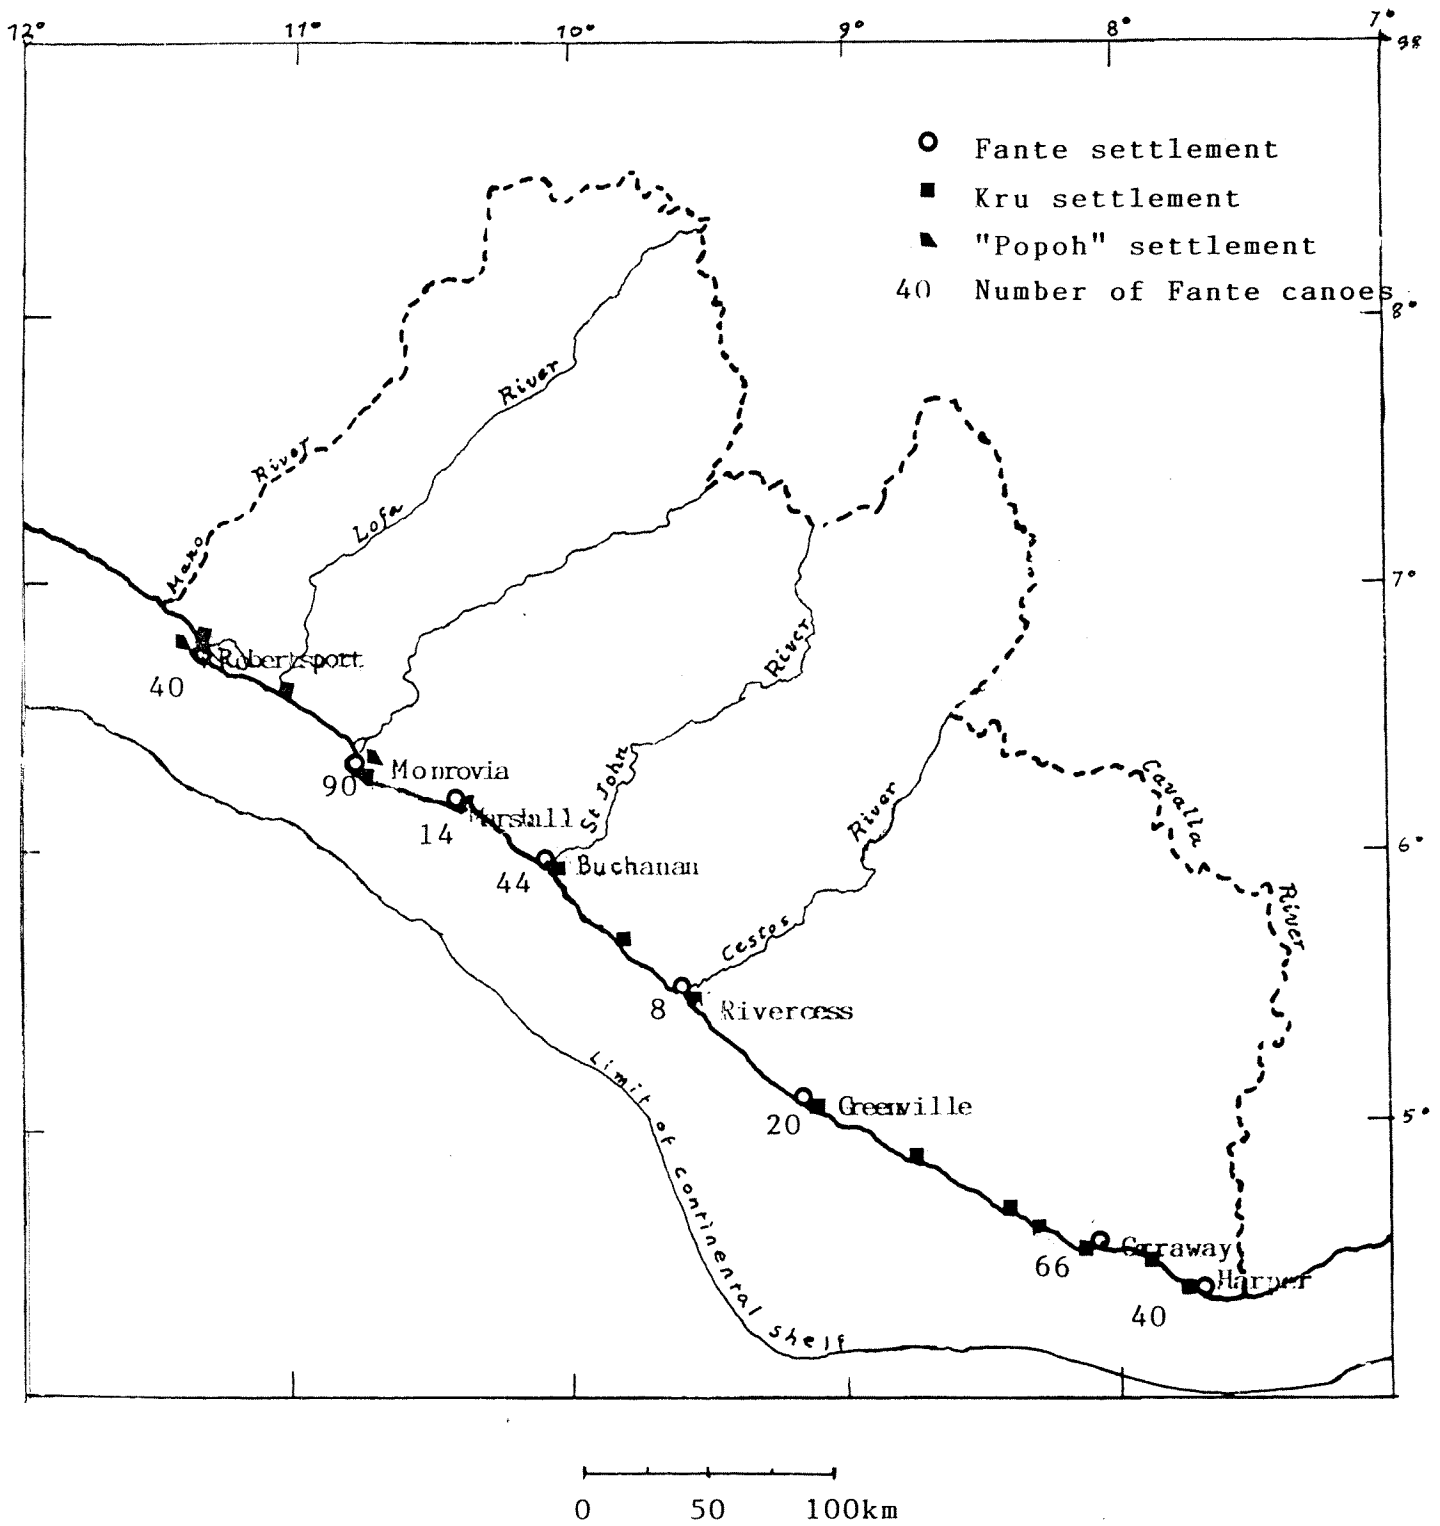 12° 11° 10° 9° 8° 7°
98
Fante settlement
Kru settlement
"Popoh" settlement
40 Number of Fante canoes
8°
7°
6°
5°
Mano River
Lofa River
St John River
Cestos River
Cavalla River
Robertsport
40
Monrovia
90
Marshall
14
Buchanan
44
Rivercess
8
Greenville
20
Garraway
66
Harper
40
Limit of continental shelf
0 50 100km